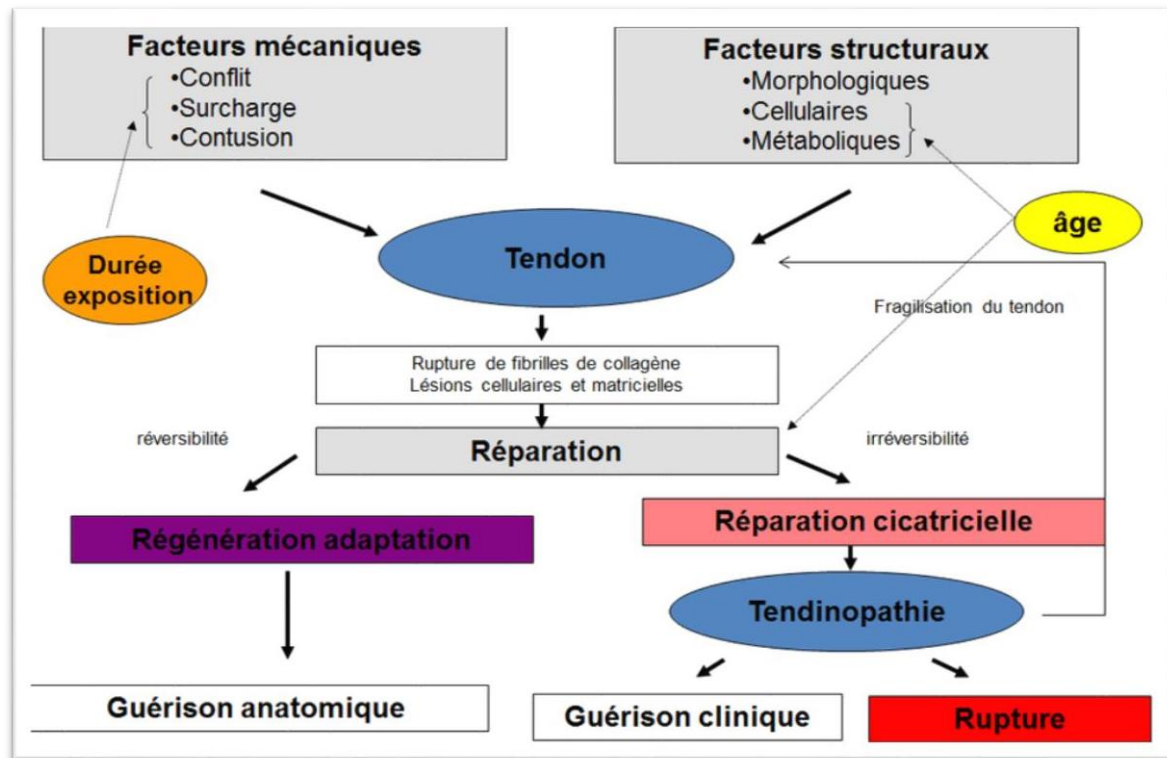 Facteurs mécaniques
•Conflit
•Surcharge
•Contusion
Facteurs structuraux
•Morphologiques
•Cellulaires
•Métaboliques
âge
Durée
exposition
Tendon
Fragilisation du tendon
Rupture de fibrilles de collagène
Lésions cellulaires et matricielles
réversibilité
Réparation
irréversibilité
Régénération adaptation
Réparation cicatricielle
Tendinopathie
Guérison anatomique
Guérison clinique
Rupture